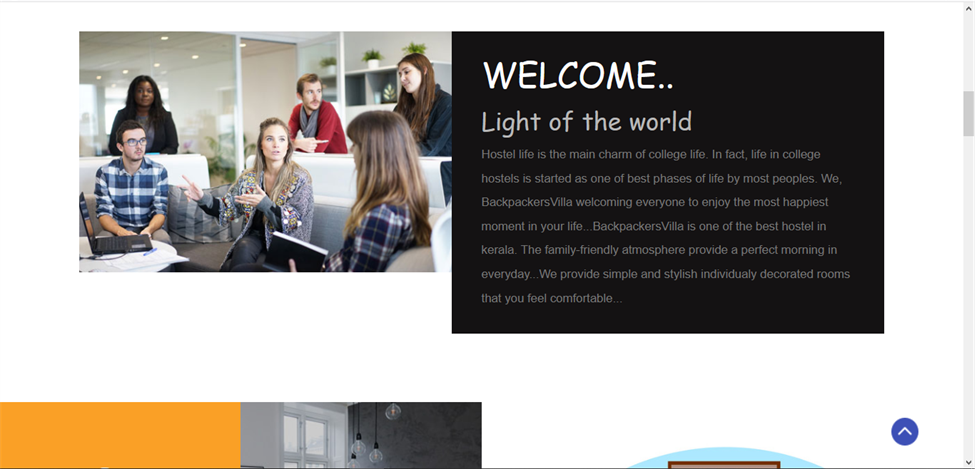 WELCOME..
Light of the world
Hostel life is the main charm of college life. In fact, life in college
hostels is started as one of best phases of life by most peoples. We,
BackpackersVilla welcoming everyone to enjoy the most happiest
moment in your life...BackpackersVilla is one of the best hostel in
kerala. The family-friendly atmosphere provide a perfect morning in
everyday...We provide simple and stylish individualy decorated rooms
that you feel comfortable...